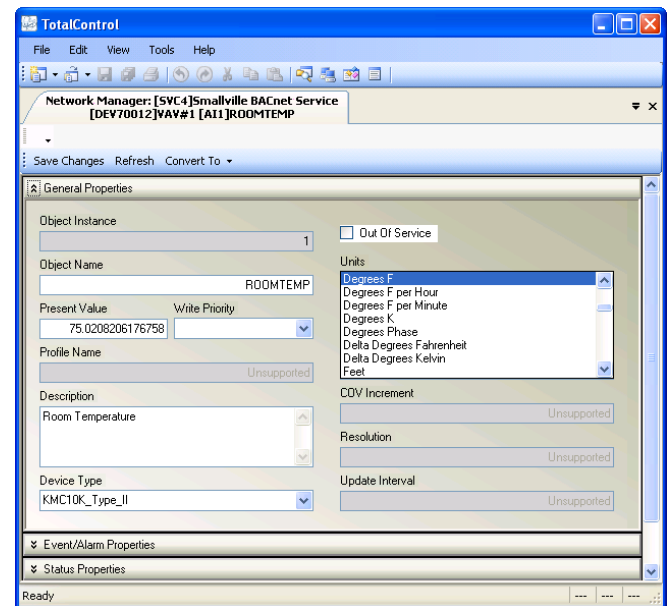 TotalControl
File Edit View Tools Help
Network Manager: [SVC4]Smallville BACnet Service
[DEV70012]VAV#1 [AI1]ROOMTEMP
Save Changes Refresh Convert To
General Properties
Object Instance
1
Out Of Service
Object Name
ROOMTEMP
Units
Degrees F
Degrees F per Hour
Degrees F per Minute
Degrees K
Degrees Phase
Delta Degrees Fahrenheit
Delta Degrees Kelvin
Feet
Present Value Write Priority
75.0208206176758
Profile Name
Unsupported
Description
Room Temperature
COV Increment
Unsupported
Resolution
Unsupported
Device Type
KMC10K_Type_II
Update Interval
Unsupported
Event/Alarm Properties
Status Properties
Ready
--- --- ---